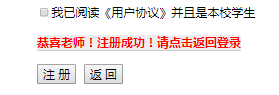 我已阅读《用户协议》并且是本校学生
恭喜老师！注册成功！请点击返回登录
注 册 返 回